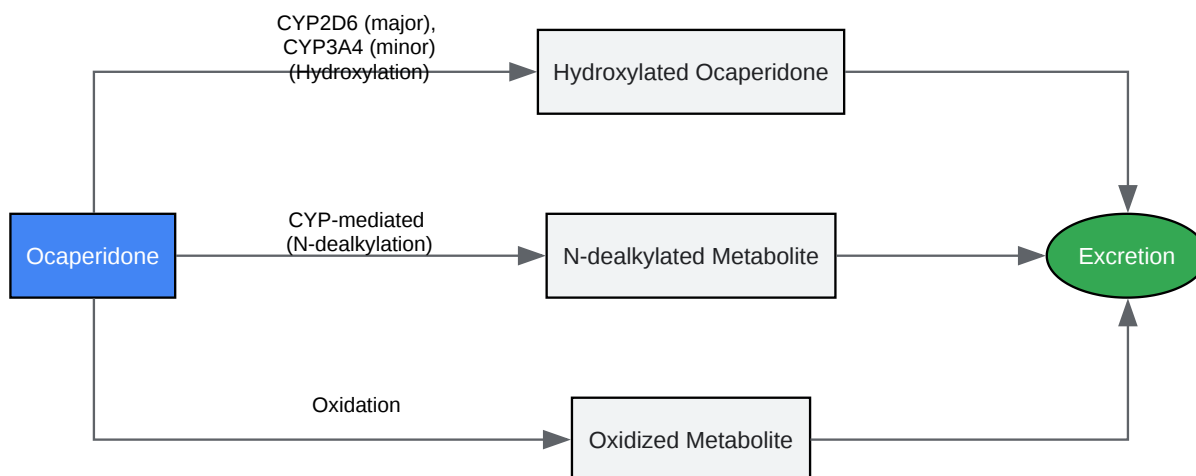 CYP2D6 (major),
CYP3A4 (minor)
(Hydroxylation)
Hydroxylated Ocaperidone
Ocaperidone
CYP-mediated
(N-dealkylation)
N-dealkylated Metabolite
Excretion
Oxidation
Oxidized Metabolite